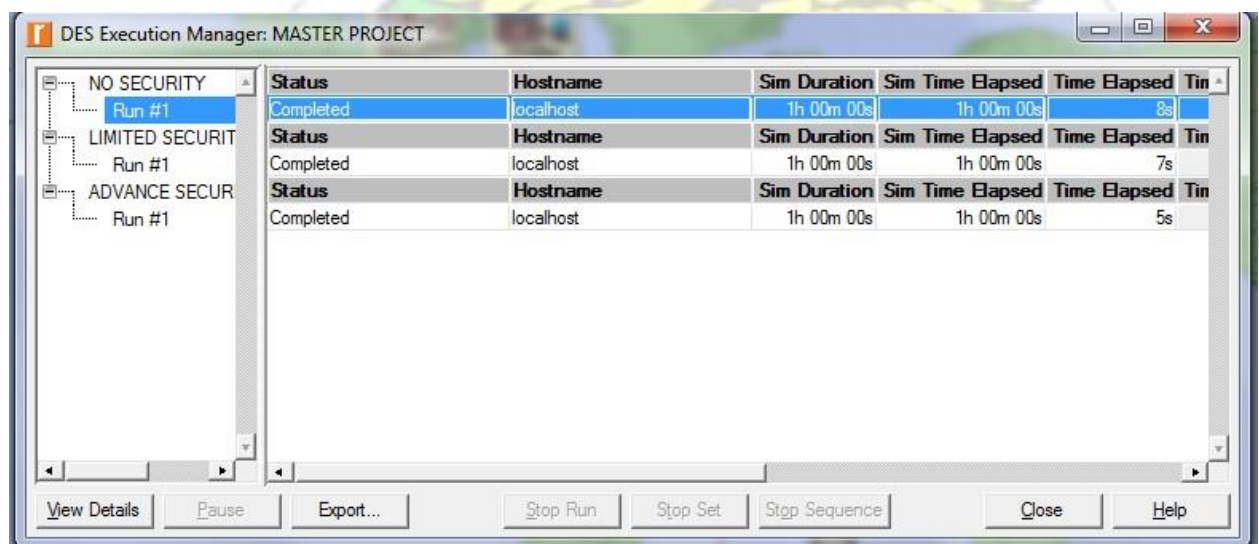 DES Execution Manager: MASTER PROJECT
NO SECURITY Status Hostname Sim Duration Sim Time Elapsed Time Elapsed Tim
Run #1 Completed localhost 1h 00m 00s 1h 00m 00s 8s
LIMITED SECURIT Status Hostname Sim Duration Sim Time Elapsed Time Elapsed Tim
Run #1 Completed localhost 1h 00m 00s 1h 00m 00s 7s
ADVANCE SECUR Status Hostname Sim Duration Sim Time Elapsed Time Elapsed Tim
Run #1 Completed localhost 1h 00m 00s 1h 00m 00s 5s
View Details Pause Export... Stop Run Stop Set Stop Sequence Close Help